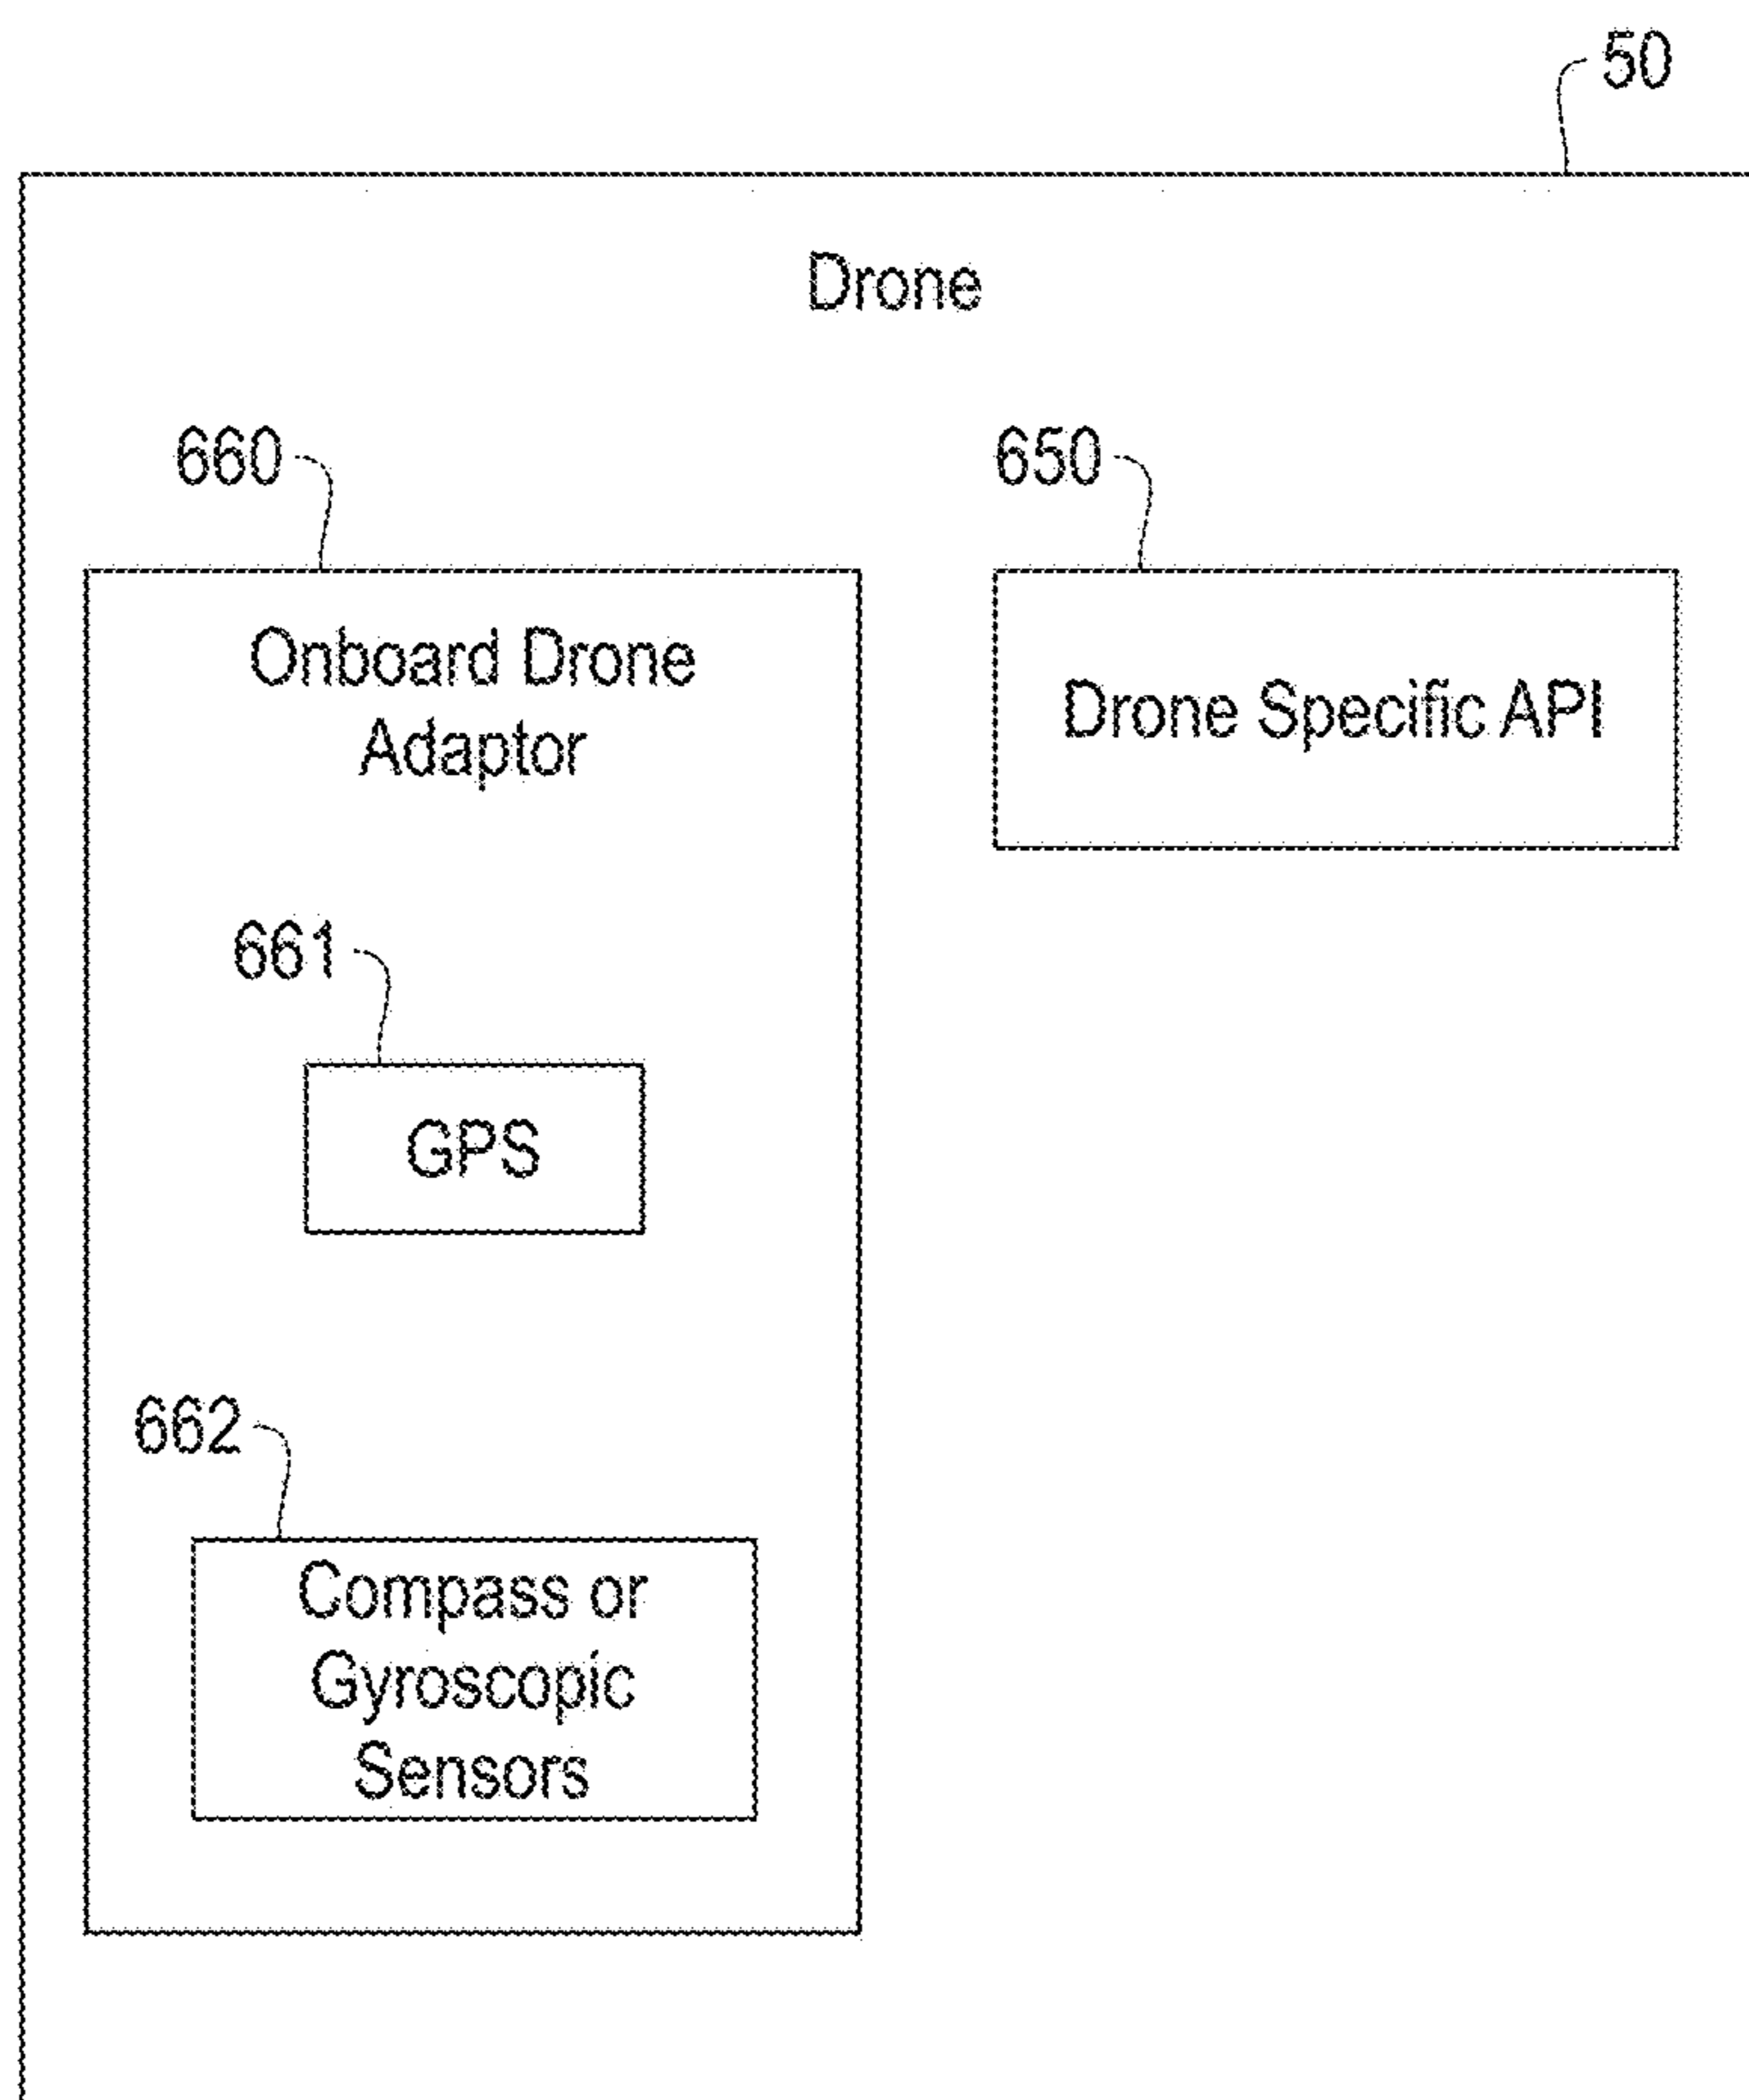 50
Drone
660
650
Onboard Drone
Adaptor
Drone Specific API
661
GPS
662
Compass or
Gyroscopic
Sensors